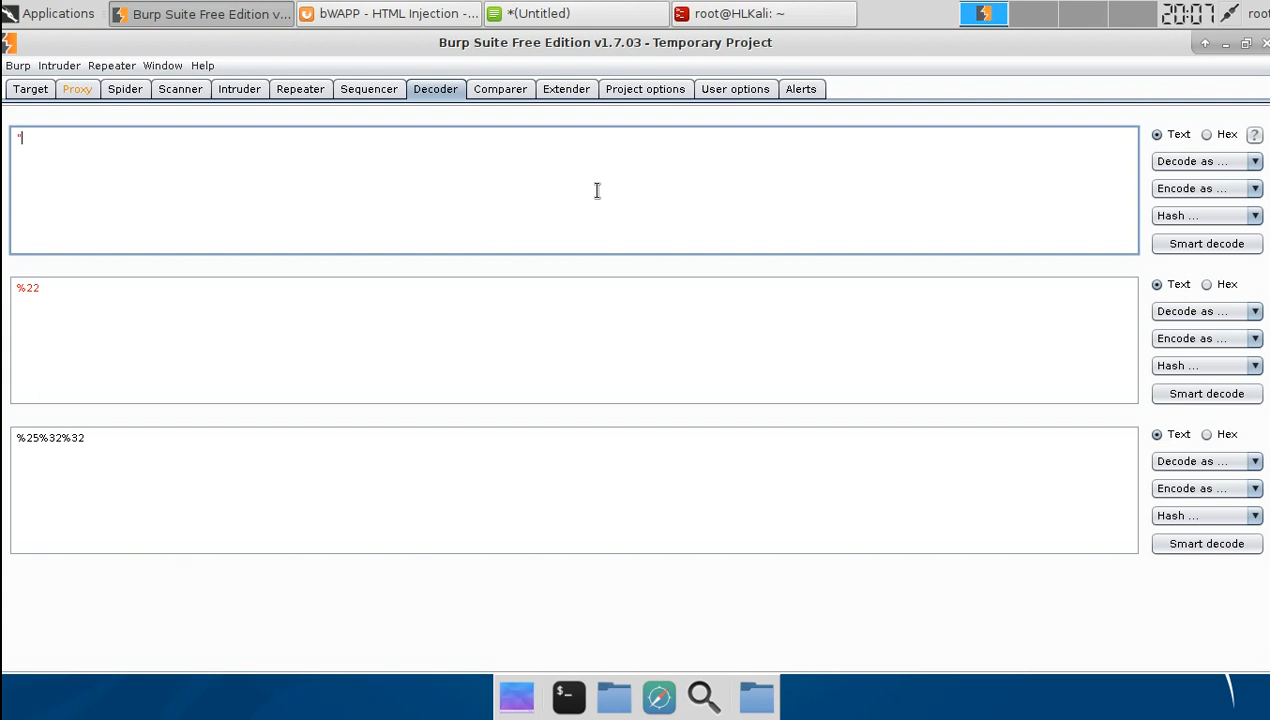 Applications
Burp Suite Free Edition v...
bWAPP - HTML Injection -...
*(Untitled)
root@HLKali: ~
20:07
root
Burp Suite Free Edition v1.7.03 - Temporary Project
Burp Intruder Repeater Window Help
Target Proxy Spider Scanner Intruder Repeater Sequencer Decoder Comparer Extender Project options User options Alerts
"
Text Hex ?
Decode as ...
Encode as ...
Hash ...
Smart decode
%22
Text Hex
Decode as ...
Encode as ...
Hash ...
Smart decode
%25%32%32
Text Hex
Decode as ...
Encode as ...
Hash ...
Smart decode
$_